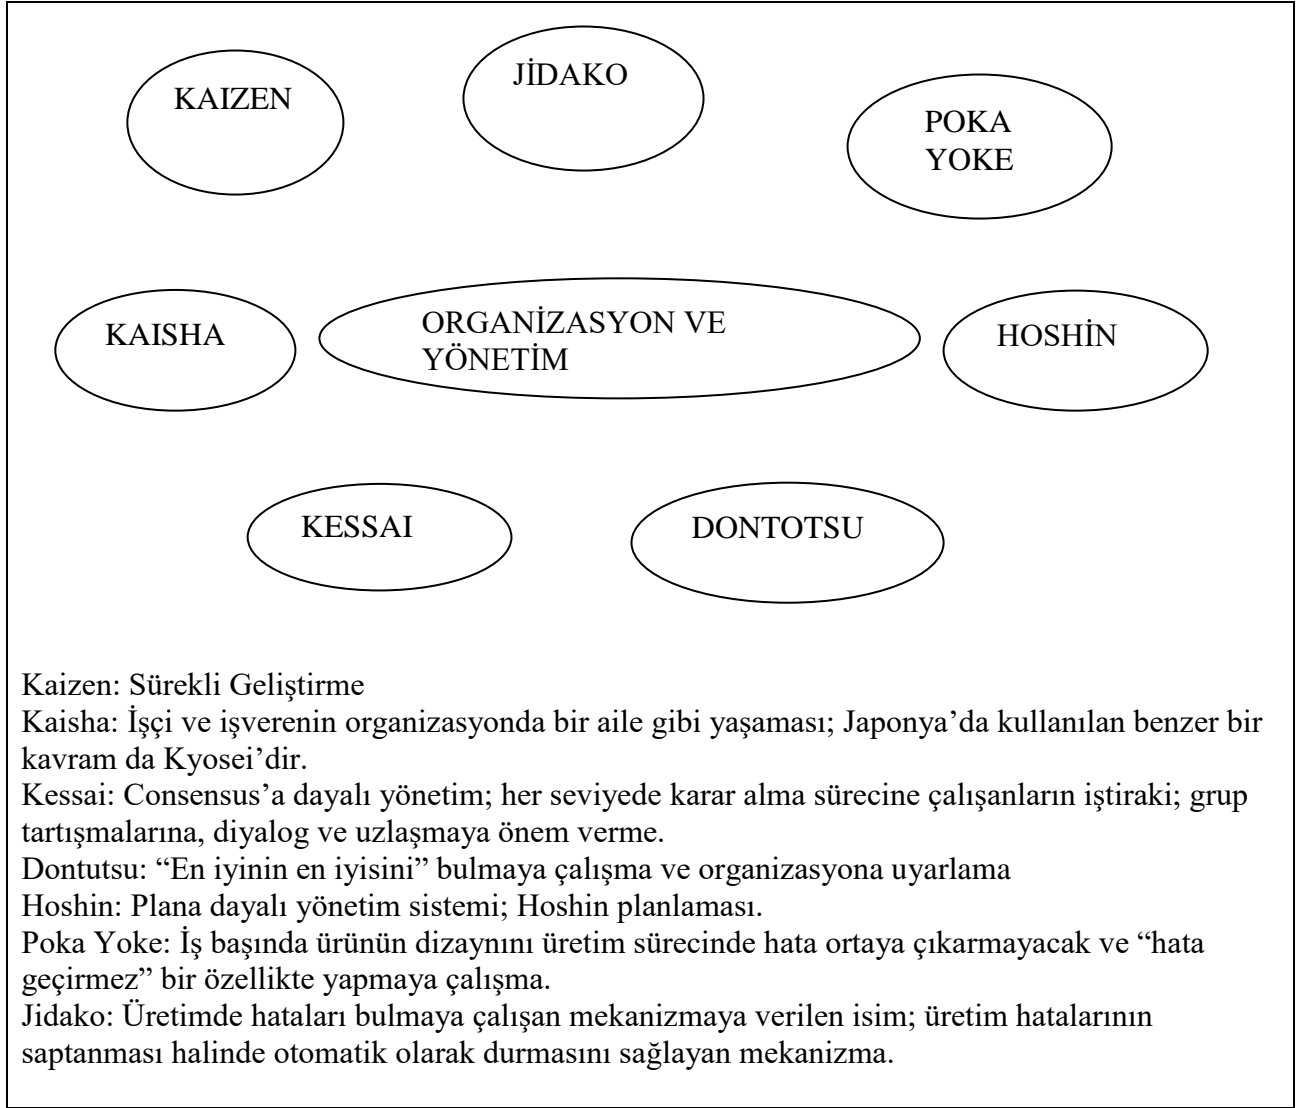 KAIZEN
JİDAKO
POKA
YOKE
KAISHA
ORGANİZASYON VE
YÖNETİM
HOSHİN
KESSAI
DONTOTSU
Kaizen: Sürekli Geliştirme
Kaisha: İşçi ve işverenin organizasyonda bir aile gibi yaşaması; Japonya’da kullanılan benzer bir
kavram da Kyosei’dir.
Kessai: Consensus’a dayalı yönetim; her seviyede karar alma sürecine çalışanların iştiraki; grup
tartışmalarına, diyalog ve uzlaşmaya önem verme.
Dontutsu: “En iyinin en iyisini” bulmaya çalışma ve organizasyona uyarlama
Hoshin: Plana dayalı yönetim sistemi; Hoshin planlaması.
Poka Yoke: İş başında ürünün dizaynını üretim sürecinde hata ortaya çıkarmayacak ve “hata
geçirmez” bir özellikte yapmaya çalışma.
Jidako: Üretimde hataları bulmaya çalışan mekanizmaya verilen isim; üretim hatalarının
saptanması halinde otomatik olarak durmasını sağlayan mekanizma.